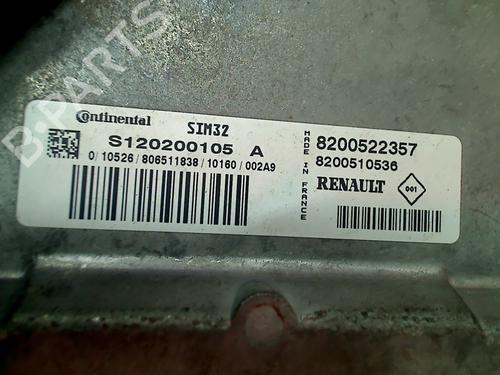 Continental SIM32
S120200105 A
0/10526/806511838/10160/002A9
MADE IN FRANCE
8200522357
8200510536
RENAULT
001
B-PARTS